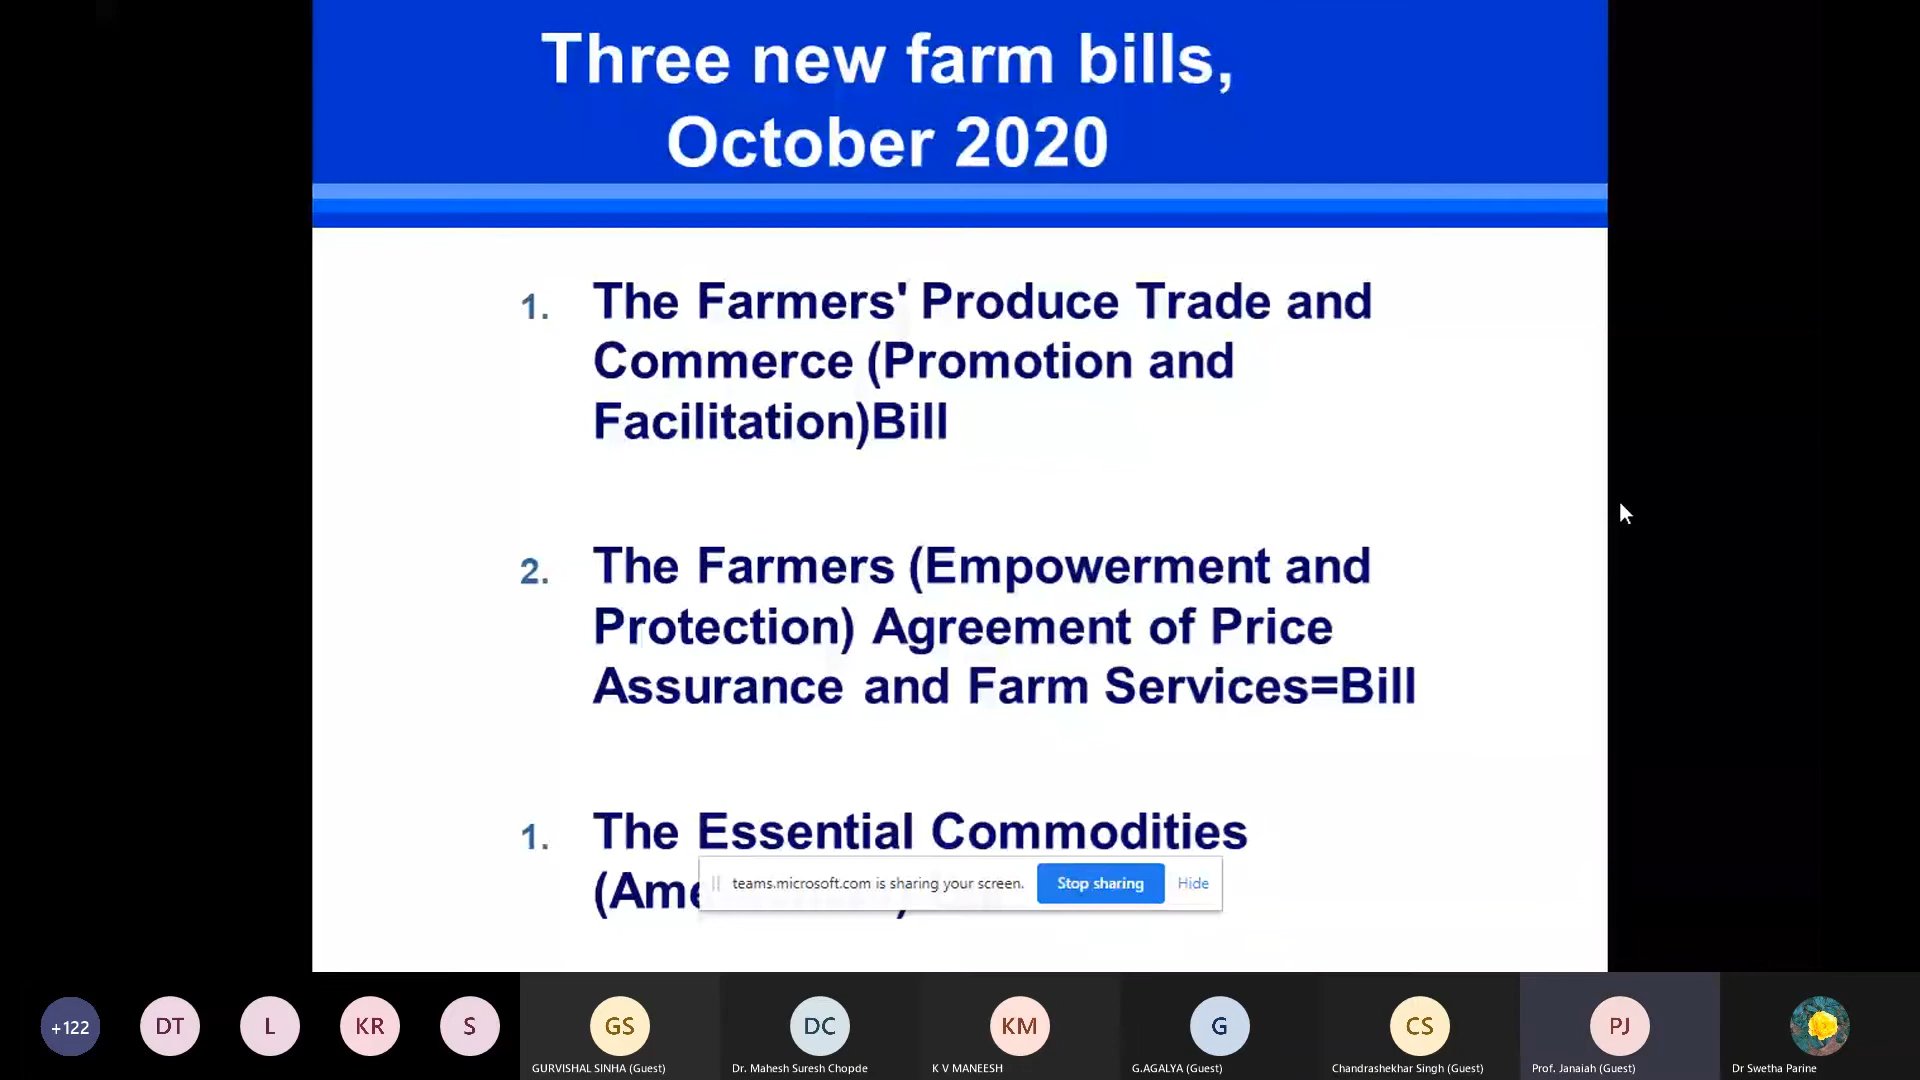 Three new farm bills,
October 2020
1. The Farmers' Produce Trade and
Commerce (Promotion and
Facilitation)Bill
2. The Farmers (Empowerment and
Protection) Agreement of Price
Assurance and Farm Services=Bill
1. The Essential Commodities
teams.microsoft.com is sharing your screen. Stop sharing Hide
+122 DT L KR S GS DC KM G CS PJ
GURVISHAL SINHA (Guest) Dr. Mahesh Suresh Chopde K V MANEESH G.AGALYA (Guest) Chandrashekhar Singh (Guest) Prof. Janaiah (Guest) Dr Swetha Parine